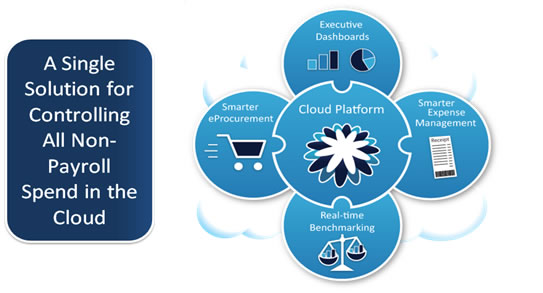 A Single
Solution for
Controlling
All Non-
Payroll
Spend in the
Cloud
Executive
Dashboards
Smarter
eProcurement
Cloud Platform
Smarter
Expense
Management
Receipt
Real-time
Benchmarking